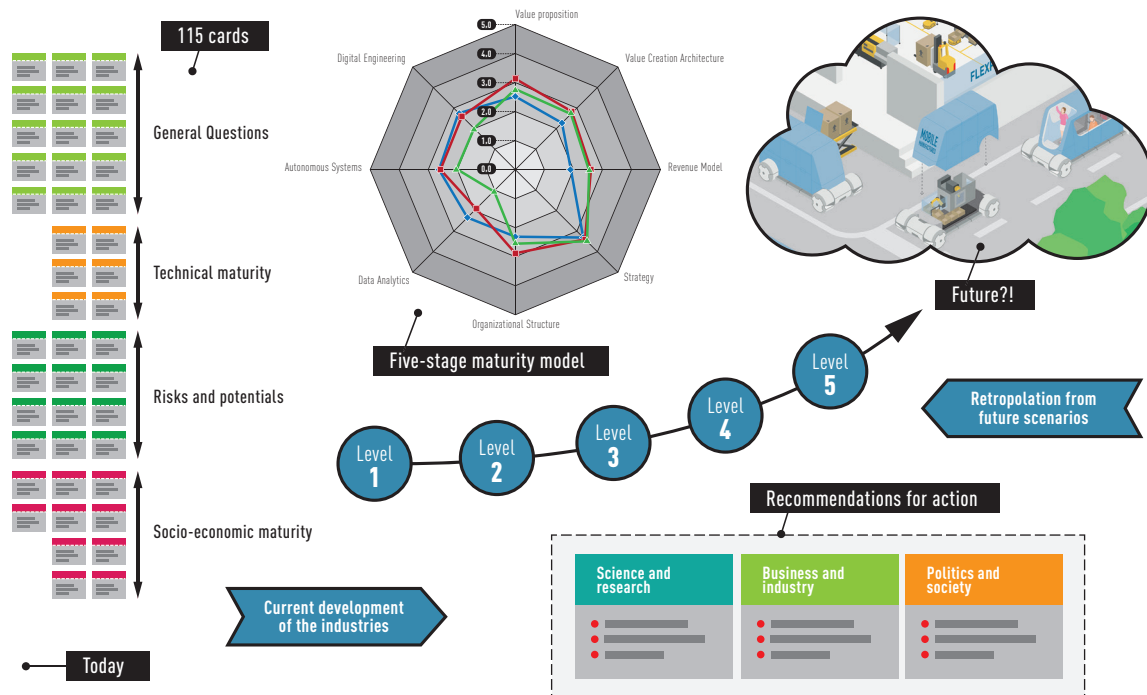 115 cards
General Questions
Technical maturity
Risks and potentials
Socio-economic maturity
Today
Value proposition
Value Creation Architecture
Revenue Model
Strategy
Organizational Structure
Data Analytics
Autonomous Systems
Digital Engineering
5.0
4.0
3.0
2.0
1.0
0.0
Five-stage maturity model
MOBILE
Future?!
Level
1
Level
2
Level
3
Level
4
Level
5
Retropolation from
future scenarios
Current development
of the industries
Recommendations for action
Science and
research
Business and
industry
Politics and
society